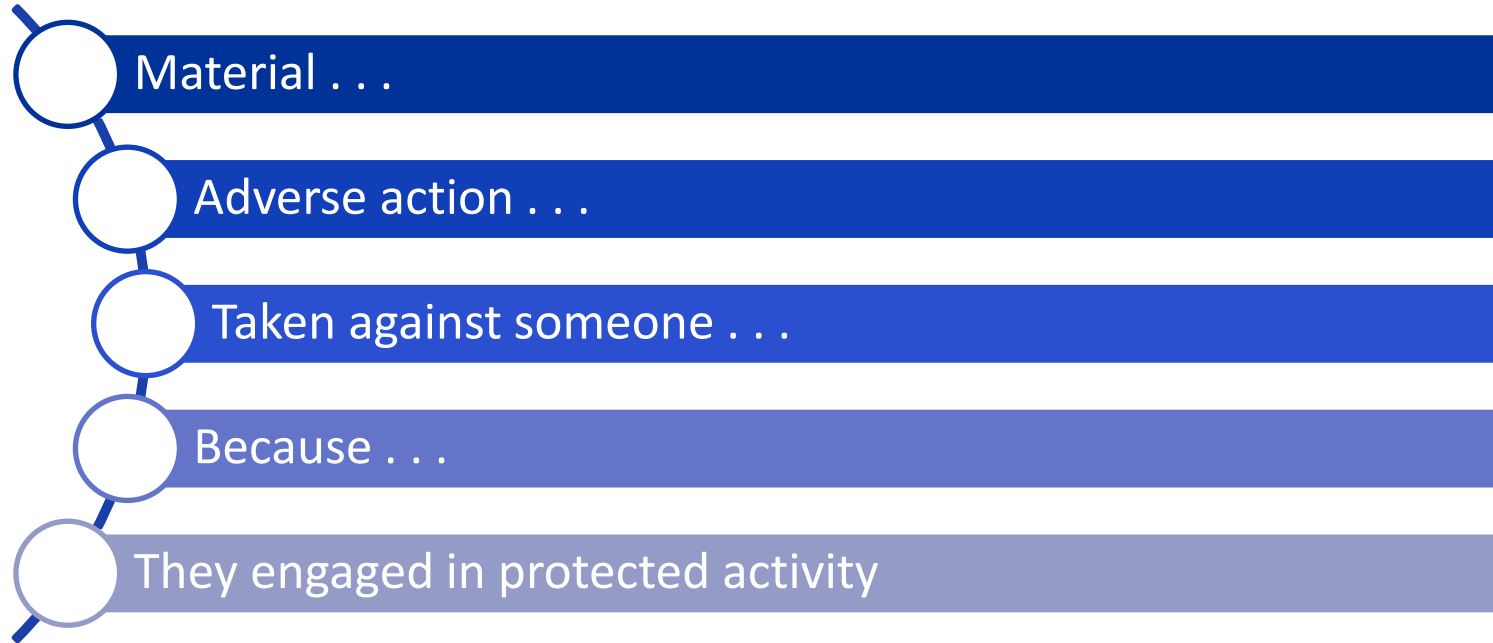 Material . . .
Adverse action . . .
Taken against someone . . .
Because . . .
They engaged in protected activity